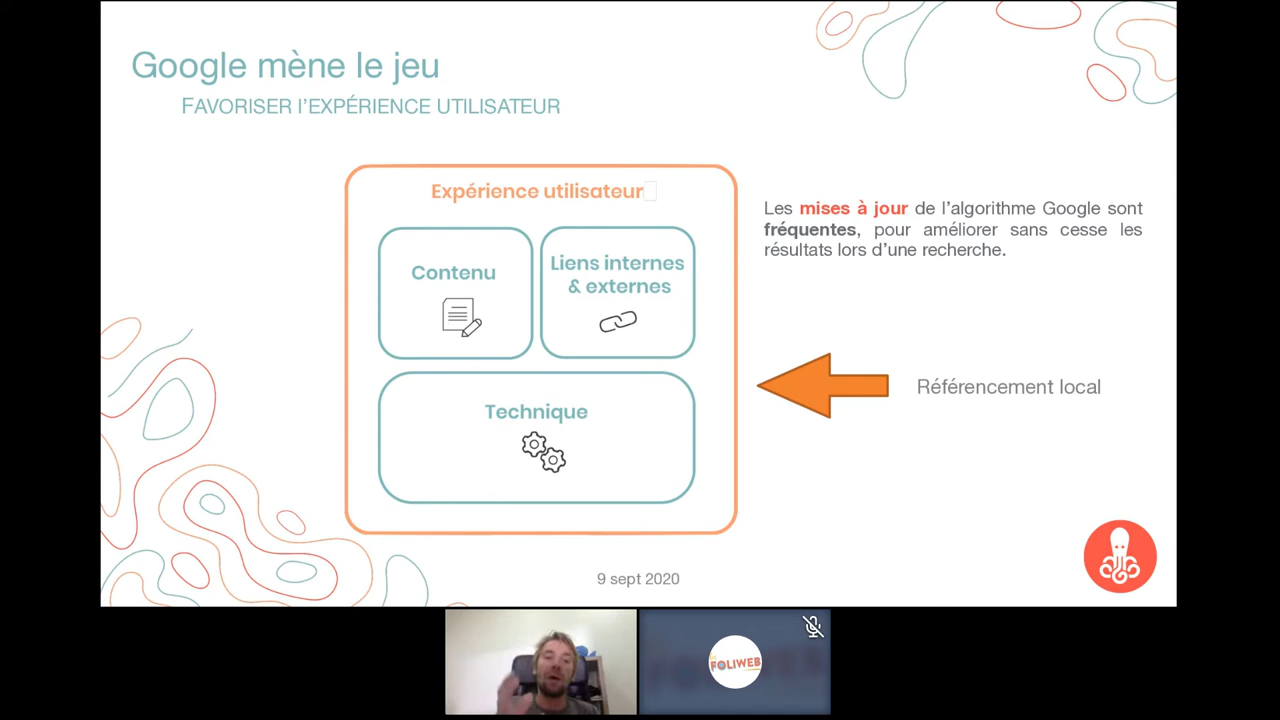 Google mène le jeu
FAVORISER l'EXPÉRIENCE UTILISATEUR
Expérience utilisateur
Contenu
Liens internes
& externes
Technique
Les mises à jour de l'algorithme Google sont
fréquentes, pour améliorer sans cesse les
résultats lors d'une recherche.
Référencement local
9 sept 2020
FOLIWEB